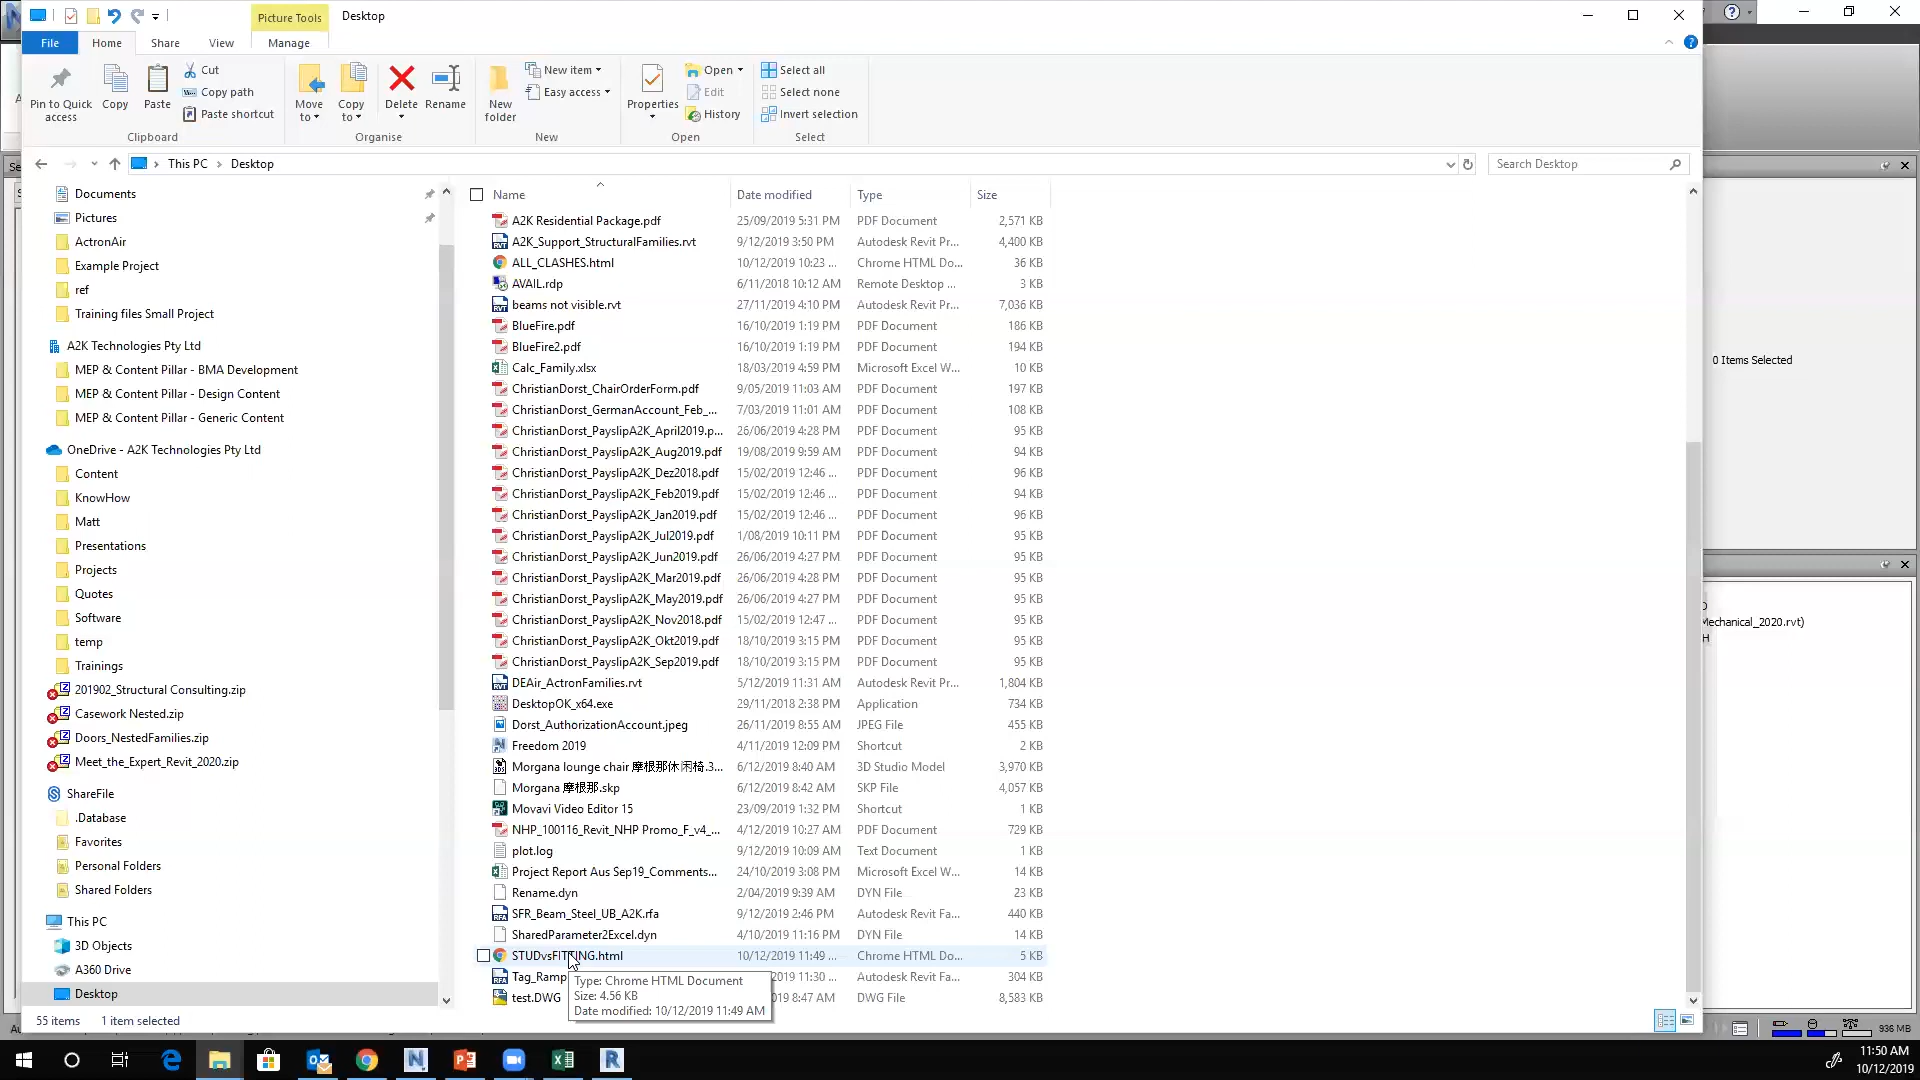 Picture Tools
Desktop
File
Home
Share
View
Manage
Pin to Quick access
Copy
Paste
Cut
Copy path
Paste shortcut
Clipboard
Move to
Copy to
Delete
Rename
Organise
New folder
New item
Easy access
New
Properties
Open
Edit
History
Open
Select all
Select none
Invert selection
Select
This PC
Desktop
Search Desktop
Documents
Pictures
ActronAir
Example Project
ref
Training files Small Project
A2K Technologies Pty Ltd
MEP & Content Pillar - BMA Development
MEP & Content Pillar - Design Content
MEP & Content Pillar - Generic Content
OneDrive - A2K Technologies Pty Ltd
Content
KnowHow
Matt
Presentations
Projects
Quotes
Software
temp
Trainings
201902_Structural Consulting.zip
Casework Nested.zip
Doors_NestedFamilies.zip
Meet_the_Expert_Revit_2020.zip
ShareFile
.Database
Favorites
Personal Folders
Shared Folders
This PC
3D Objects
A360 Drive
Desktop
Name Date modified Type Size
A2K Residential Package.pdf 25/09/2019 5:31 PM PDF Document 2,571 KB
A2K_Support_StructuralFamilies.rvt 9/12/2019 3:50 PM Autodesk Revit Pr... 4,400 KB
ALL_CLASHES.html 10/12/2019 10:23 ... Chrome HTML Do... 36 KB
AVAIL.rdp 6/11/2018 10:12 AM Remote Desktop ... 3 KB
beams not visible.rvt 27/11/2019 4:10 PM Autodesk Revit Pr... 7,036 KB
BlueFire.pdf 16/10/2019 1:19 PM PDF Document 186 KB
BlueFire2.pdf 16/10/2019 1:19 PM PDF Document 194 KB
Calc_Family.xlsx 18/03/2019 4:59 PM Microsoft Excel W... 10 KB
ChristianDorst_ChairOrderForm.pdf 9/05/2019 11:03 AM PDF Document 197 KB
ChristianDorst_GermanAccount_Feb_... 7/03/2019 11:01 AM PDF Document 108 KB
ChristianDorst_PayslipA2K_April2019.p... 26/06/2019 4:28 PM PDF Document 95 KB
ChristianDorst_PayslipA2K_Aug2019.pdf 19/08/2019 9:59 AM PDF Document 94 KB
ChristianDorst_PayslipA2K_Dez2018.pdf 15/02/2019 12:46 ... PDF Document 96 KB
ChristianDorst_PayslipA2K_Feb2019.pdf 15/02/2019 12:46 ... PDF Document 94 KB
ChristianDorst_PayslipA2K_Jan2019.pdf 15/02/2019 12:46 ... PDF Document 96 KB
ChristianDorst_PayslipA2K_Jul2019.pdf 1/08/2019 10:11 PM PDF Document 95 KB
ChristianDorst_PayslipA2K_Jun2019.pdf 26/06/2019 4:27 PM PDF Document 95 KB
ChristianDorst_PayslipA2K_Mar2019.pdf 26/06/2019 4:28 PM PDF Document 95 KB
ChristianDorst_PayslipA2K_May2019.pdf 26/06/2019 4:27 PM PDF Document 95 KB
ChristianDorst_PayslipA2K_Nov2018.pdf 15/02/2019 12:47 ... PDF Document 95 KB
ChristianDorst_PayslipA2K_Okt2019.pdf 18/10/2019 3:15 PM PDF Document 95 KB
ChristianDorst_PayslipA2K_Sep2019.pdf 18/10/2019 3:15 PM PDF Document 95 KB
DEAir_ActronFamilies.rvt 5/12/2019 11:31 AM Autodesk Revit Pr... 1,804 KB
DesktopOK_x64.exe 29/11/2018 2:38 PM Application 734 KB
Dorst_AuthorizationAccount.jpeg 26/11/2019 8:55 AM JPEG File 455 KB
Freedom 2019 4/11/2019 12:09 PM Shortcut 2 KB
Morgana lounge chair 摩根那休闲椅.3... 6/12/2019 8:40 AM 3D Studio Model 3,970 KB
Morgana 摩根那.skp 6/12/2019 8:42 AM SKP File 4,057 KB
Movavi Video Editor 15 23/09/2019 1:32 PM Shortcut 1 KB
NHP_100116_Revit_NHP Promo_F_v4_... 4/12/2019 10:27 AM PDF Document 729 KB
plot.log 9/12/2019 10:09 AM Text Document 1 KB
Project Report Aus Sep19_Comments... 24/10/2019 3:08 PM Microsoft Excel W... 14 KB
Rename.dyn 2/04/2019 9:39 AM DYN File 23 KB
SFR_Beam_Steel_UB_A2K.rfa 9/12/2019 2:46 PM Autodesk Revit Fa... 440 KB
SharedParameter2Excel.dyn 4/10/2019 11:16 PM DYN File 14 KB
STUDvsFITTING.html 10/12/2019 11:49 ... Chrome HTML Do... 5 KB
Tag_Ramp 2019 11:30 ... Autodesk Revit Fa... 304 KB
test.DWG 2019 8:47 AM DWG File 8,583 KB
Type: Chrome HTML Document
Size: 4.56 KB
Date modified: 10/12/2019 11:49 AM
55 items 1 item selected
0 Items Selected
Mechanical_2020.rvt)
936 MB
11:50 AM
10/12/2019